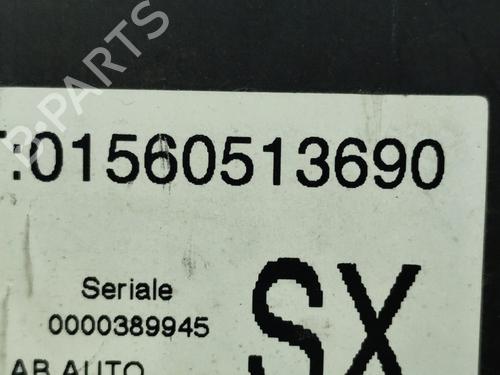 :01560513690
Seriale
0000389945
SX
AB AUTO
B-PARTS